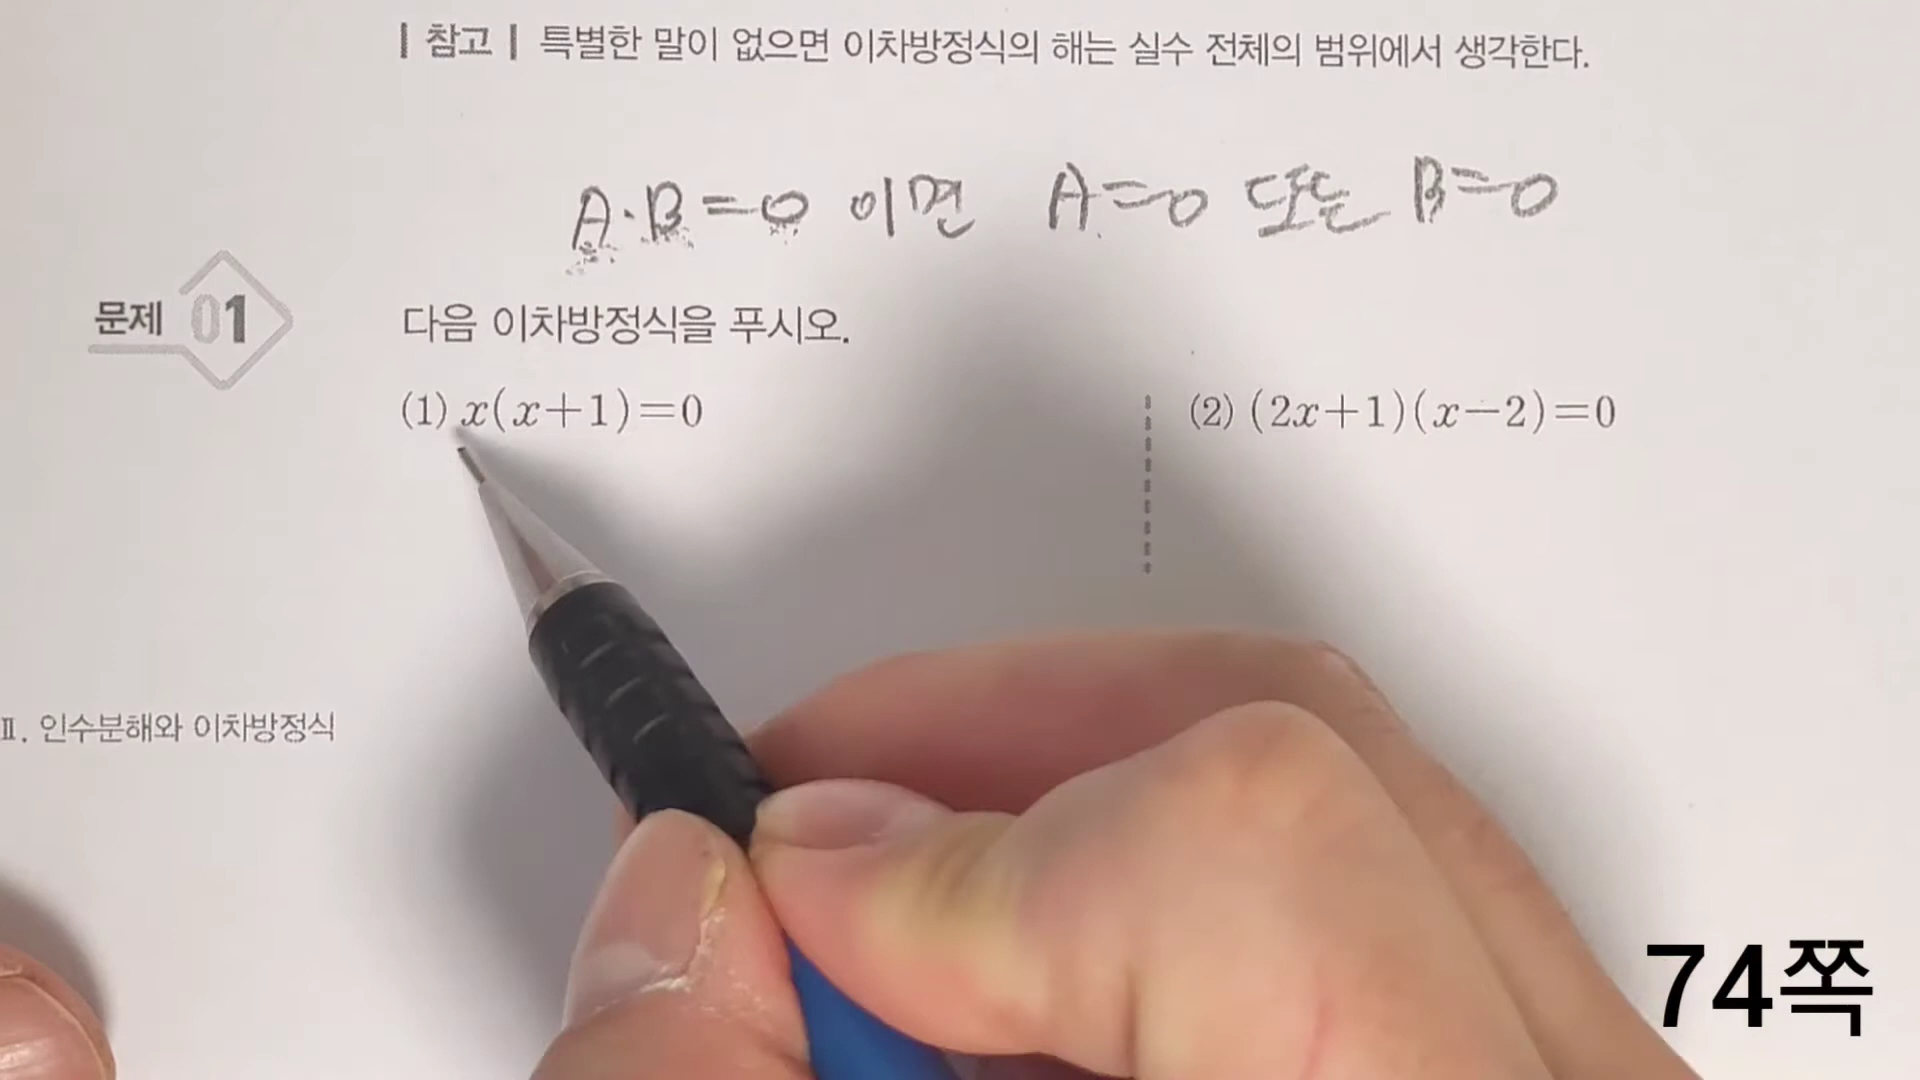 | 참고 | 특별한 말이 없으면 이차방정식의 해는 실수 전체의 범위에서 생각한다.
A·B=0 이면 A=0 또는 B=0
문제 01 다음 이차방정식을 푸시오.
(1) x(x+1)=0 (2) (2x+1)(x-2)=0
Ⅱ. 인수분해와 이차방정식
74쪽